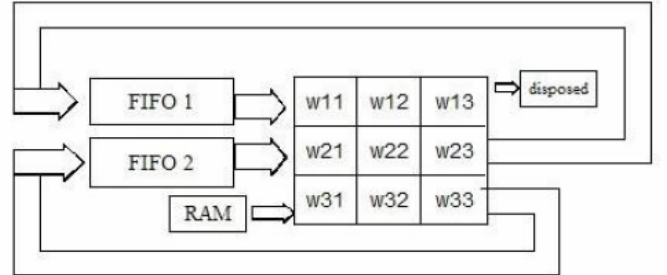 FIFO 1
w11 w12 w13
disposed
FIFO 2
w21 w22 w23
RAM
w31 w32 w33